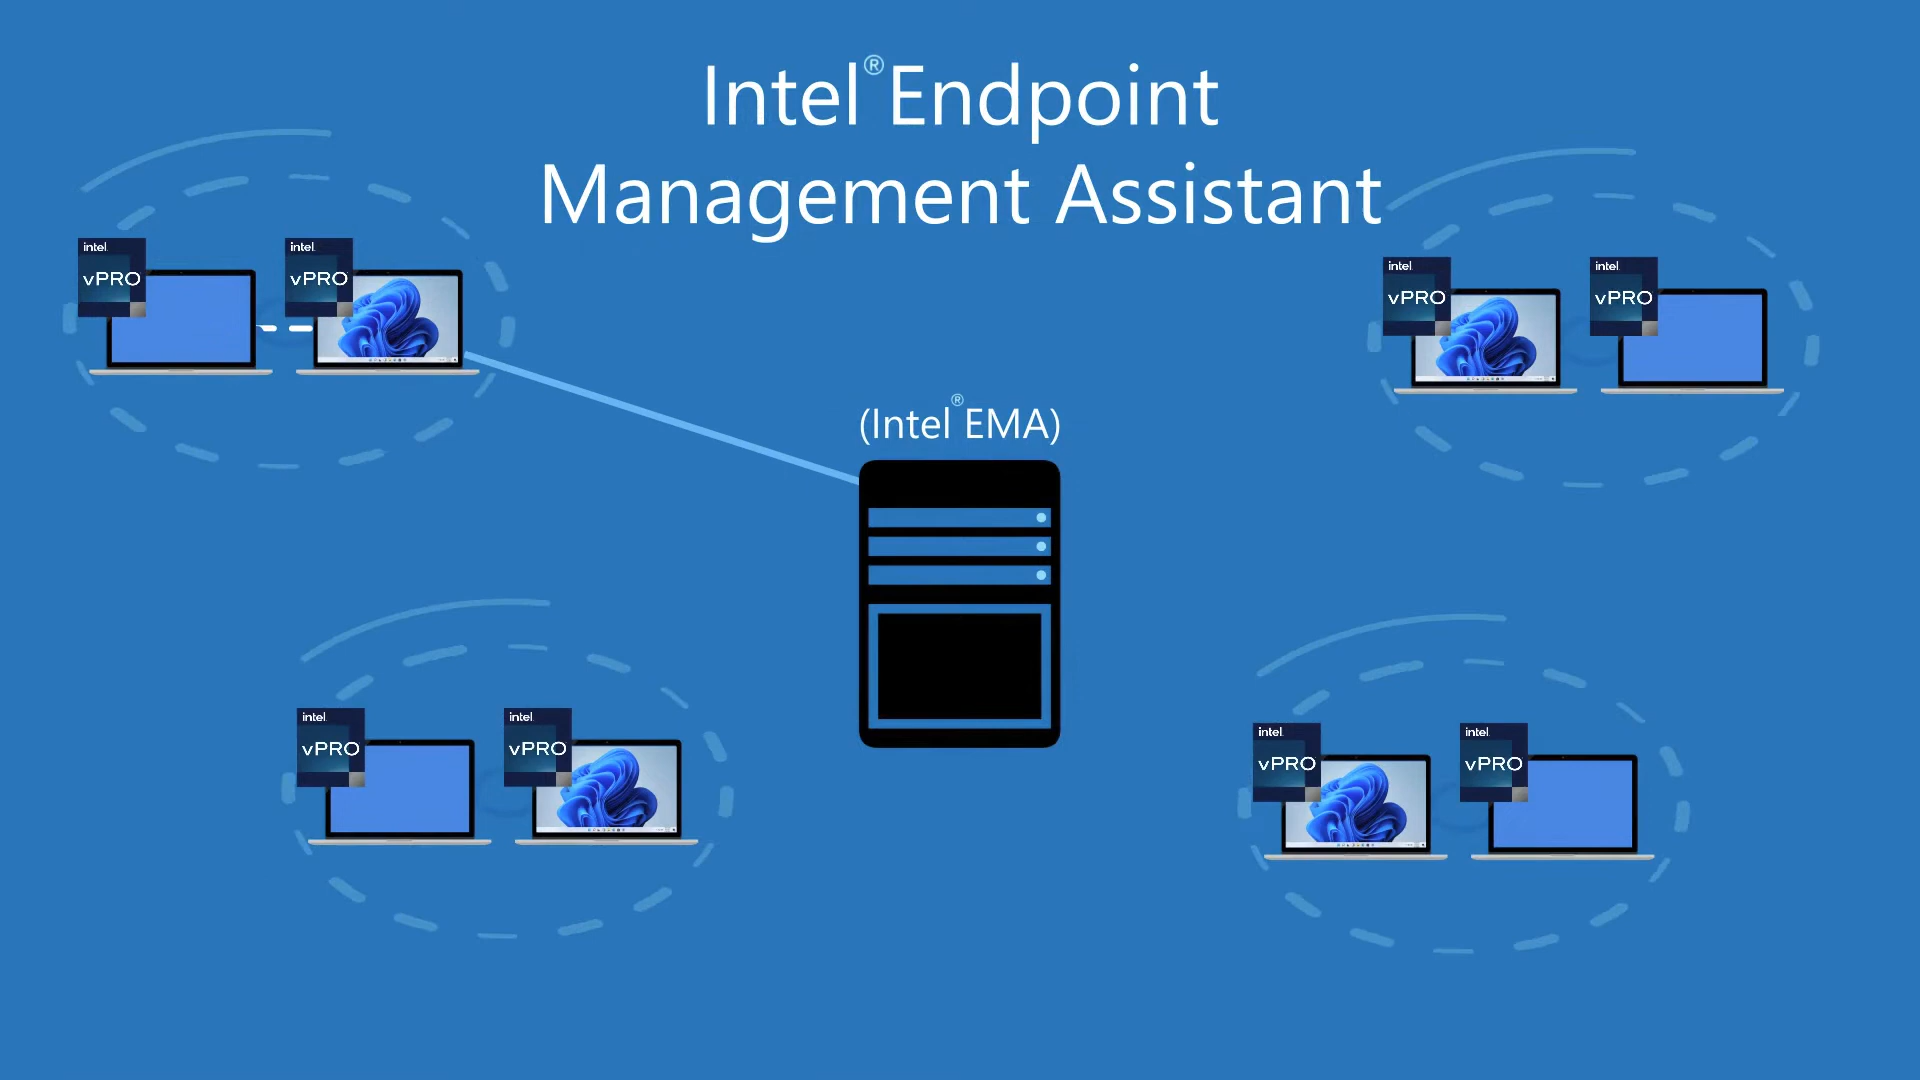 Intel® Endpoint
Management Assistant
intel.
vPRO
intel.
vPRO
intel.
vPRO
intel.
vPRO
(Intel® EMA)
intel.
vPRO
intel.
vPRO
intel.
vPRO
intel.
vPRO